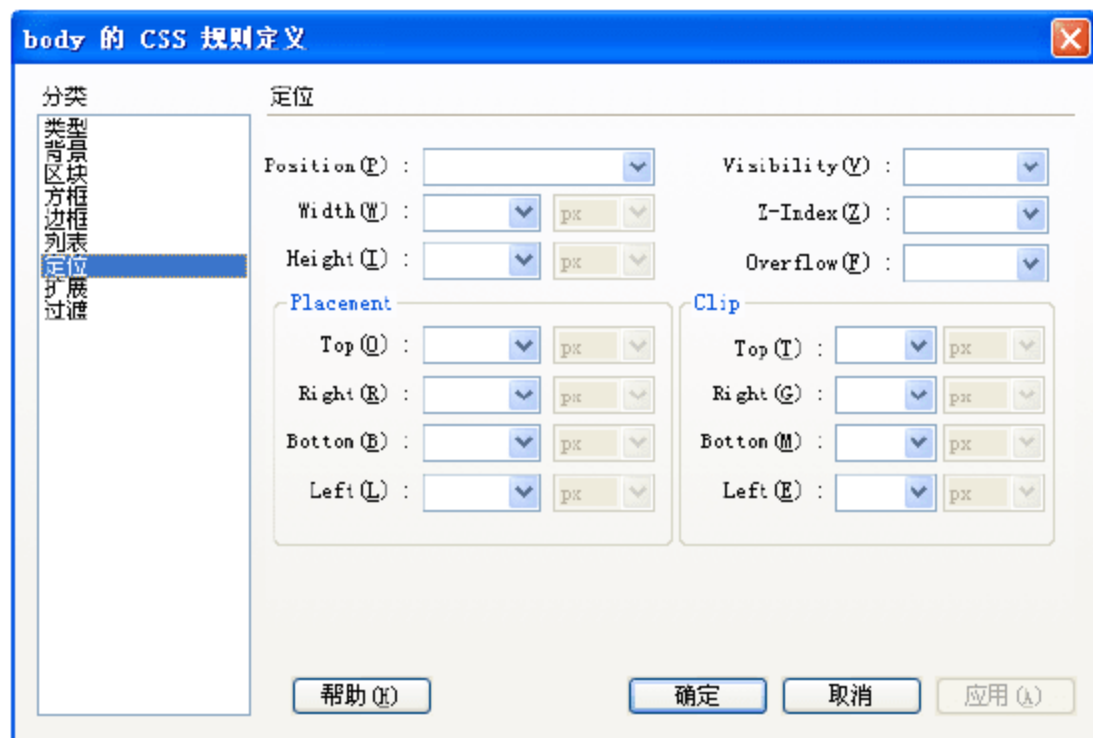 body 的 CSS 规则定义
分类
类型
背景
区块
方框
边框
列表
定位
扩展
过渡
定位
Position(P) :
Visibility(V) :
Width(W) :
px
Z-Index(Z) :
Height(I) :
px
Overflow(F) :
Placement
Top(O) :
px
Right(R) :
px
Bottom(B) :
px
Left(L) :
px
Clip
Top(T) :
px
Right(G) :
px
Bottom(M) :
px
Left(E) :
px
帮助(H)
确定
取消
应用(A)